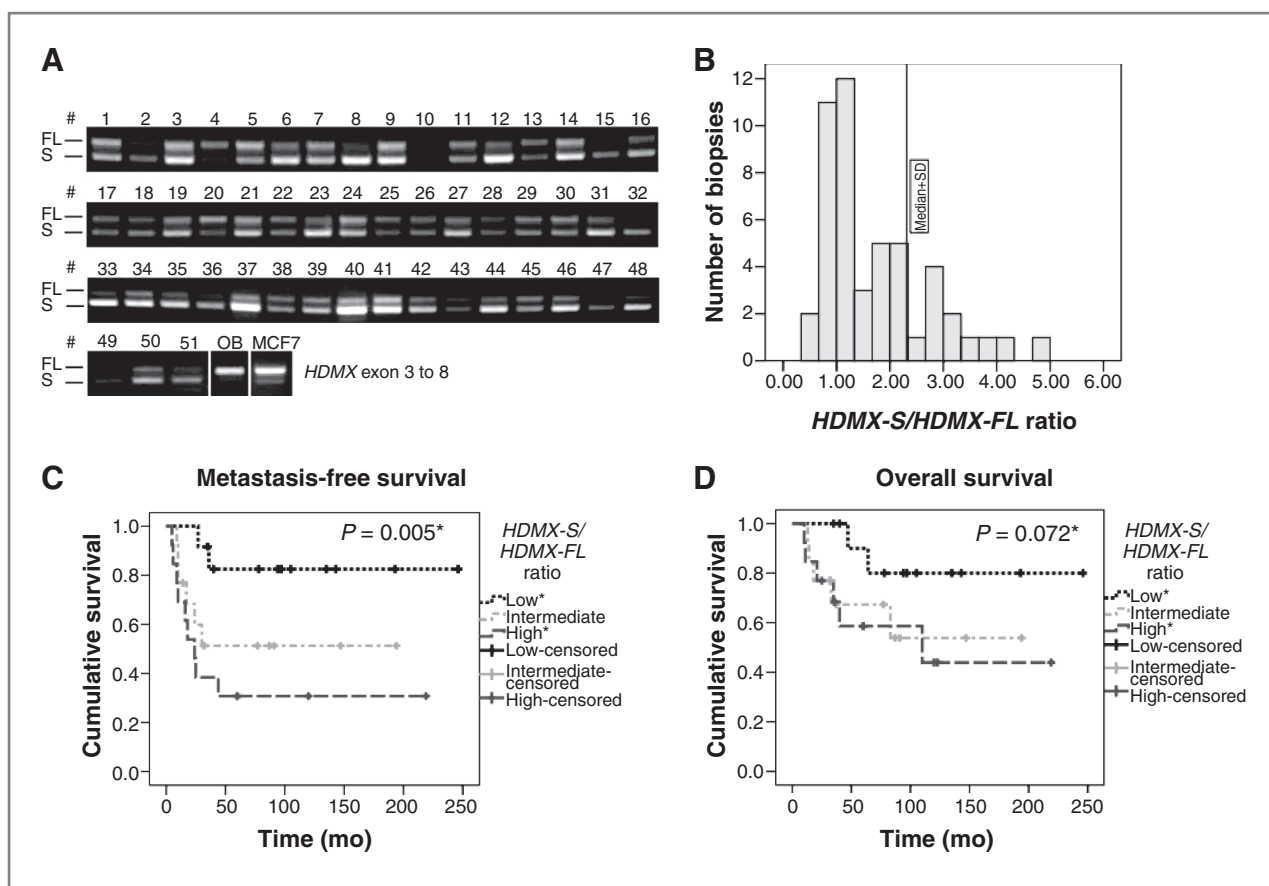 A
# 1 2 3 4 5 6 7 8 9 10 11 12 13 14 15 16
FL
S
# 17 18 19 20 21 22 23 24 25 26 27 28 29 30 31 32
FL
S
# 33 34 35 36 37 38 39 40 41 42 43 44 45 46 47 48
FL
S
# 49 50 51 OB MCF7
FL
S
HDMX exon 3 to 8
B
Number of biopsies
12
10
8
6
4
2
0
Median+SD
0.00 1.00 2.00 3.00 4.00 5.00 6.00
HDMX-S/HDMX-FL ratio
C
Metastasis-free survival
Cumulative survival
1.0
0.8
0.6
0.4
0.2
0.0
P = 0.005*
0 50 100 150 200 250
Time (mo)
HDMX-S/
HDMX-FL
ratio
Low*
Intermediate
High*
Low-censored
Intermediate-
censored
High-censored
D
Overall survival
Cumulative survival
1.0
0.8
0.6
0.4
0.2
0.0
P = 0.072*
0 50 100 150 200 250
Time (mo)
HDMX-S/
HDMX-FL
ratio
Low*
Intermediate
High*
Low-censored
Intermediate-
censored
High-censored